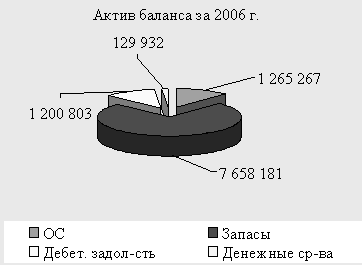 Актив баланса за 2006 г.
129 932
1 265 267
1 200 803
7 658 181
ОС Запасы
Дебет. задол-сть Денежные ср-ва